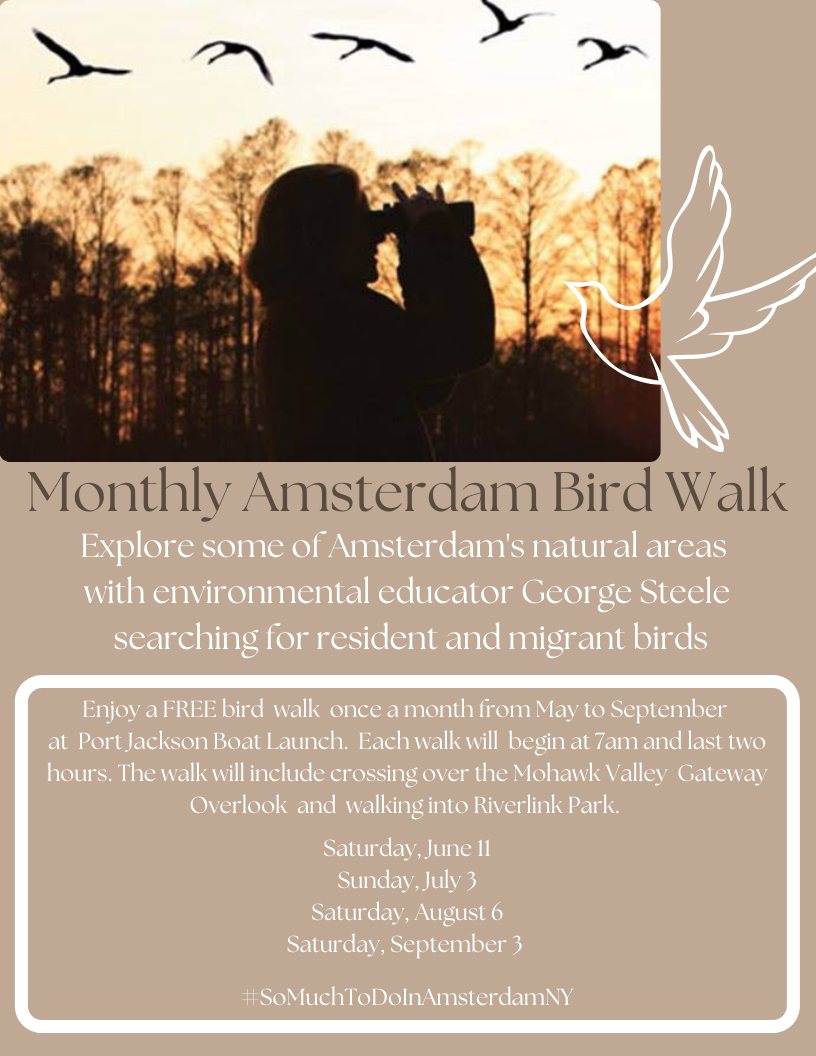 Monthly Amsterdam Bird Walk
Explore some of Amsterdam's natural areas
with environmental educator George Steele
searching for resident and migrant birds
Enjoy a FREE bird walk once a month from May to September
at Port Jackson Boat Launch. Each walk will begin at 7am and last two
hours. The walk will include crossing over the Mohawk Valley Gateway
Overlook and walking into Riverlink Park.
Saturday, June 11
Sunday, July 3
Saturday, August 6
Saturday, September 3
#SoMuchToDoInAmsterdamNY